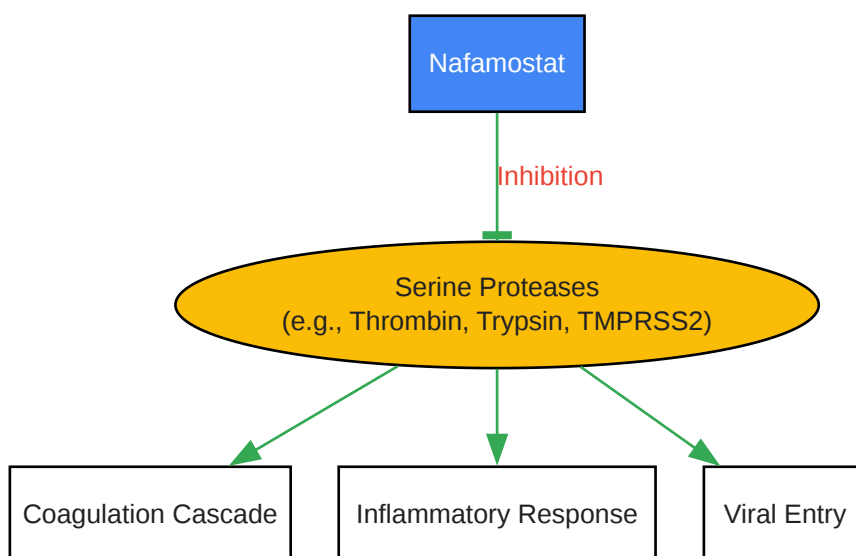 Nafamostat
Inhibition
Serine Proteases
(e.g., Thrombin, Trypsin, TMPRSS2)
Coagulation Cascade
Inflammatory Response
Viral Entry